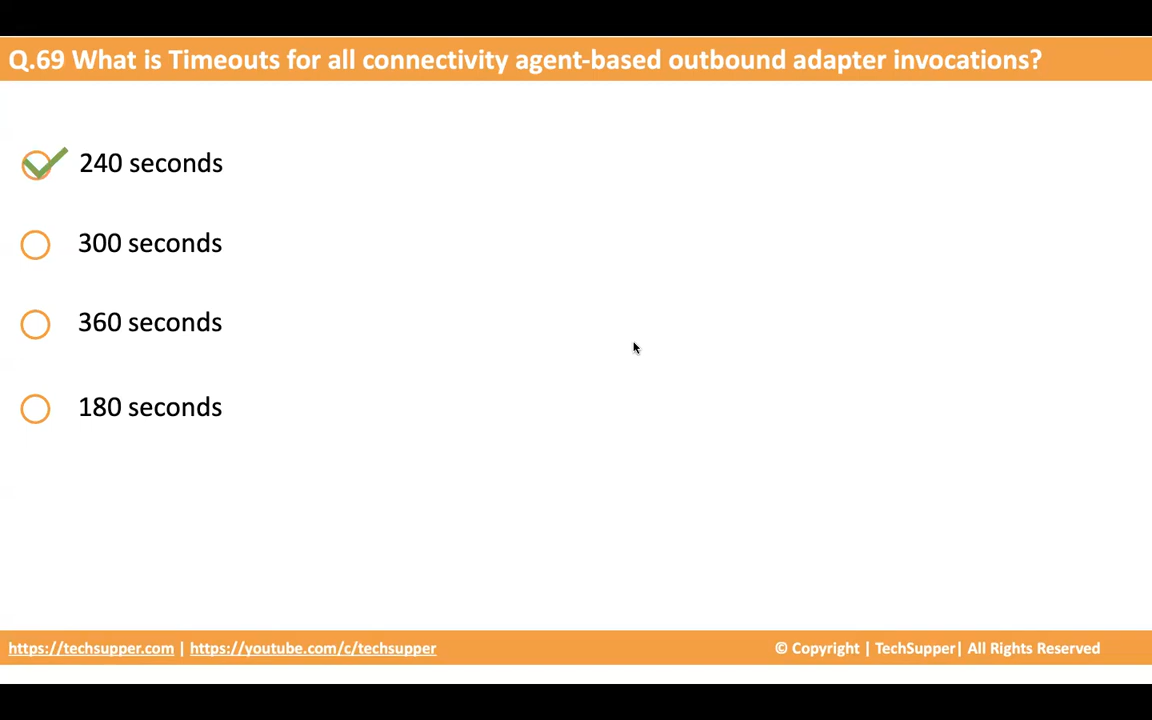 Q.69 What is Timeouts for all connectivity agent-based outbound adapter invocations?
240 seconds
300 seconds
360 seconds
180 seconds
https://techsupper.com | https://youtube.com/c/techsupper
© Copyright | TechSupper| All Rights Reserved